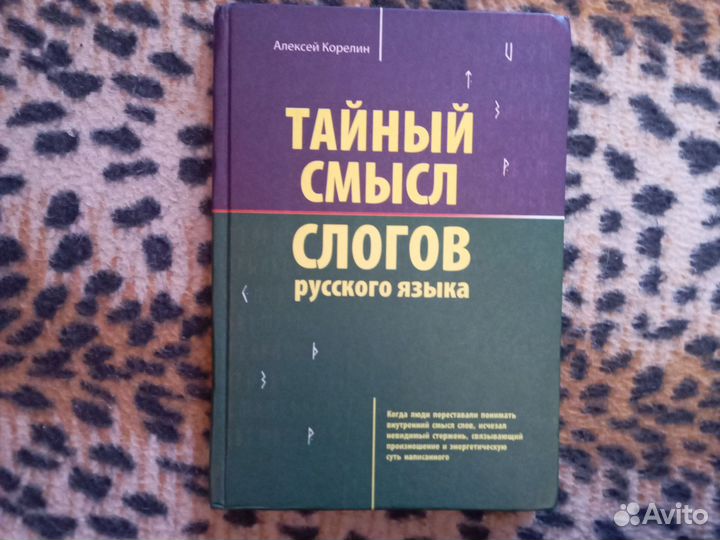 Алексей Корелин
ТАЙНЫЙ
СМЫСЛ
СЛОГОВ
русского языка
Когда люди переставали понимать
внутренний смысл слов, исчезал
невидимый стержень, связывающий
произношение и энергетическую
суть написанного
Avito